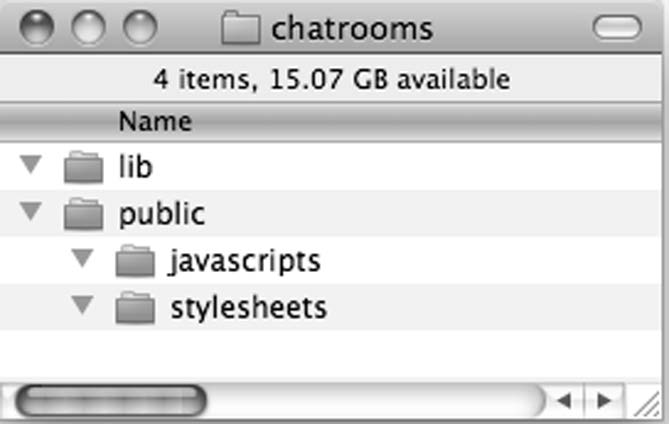 chatrooms
4 items, 15.07 GB available
Name
lib
public
javascripts
stylesheets